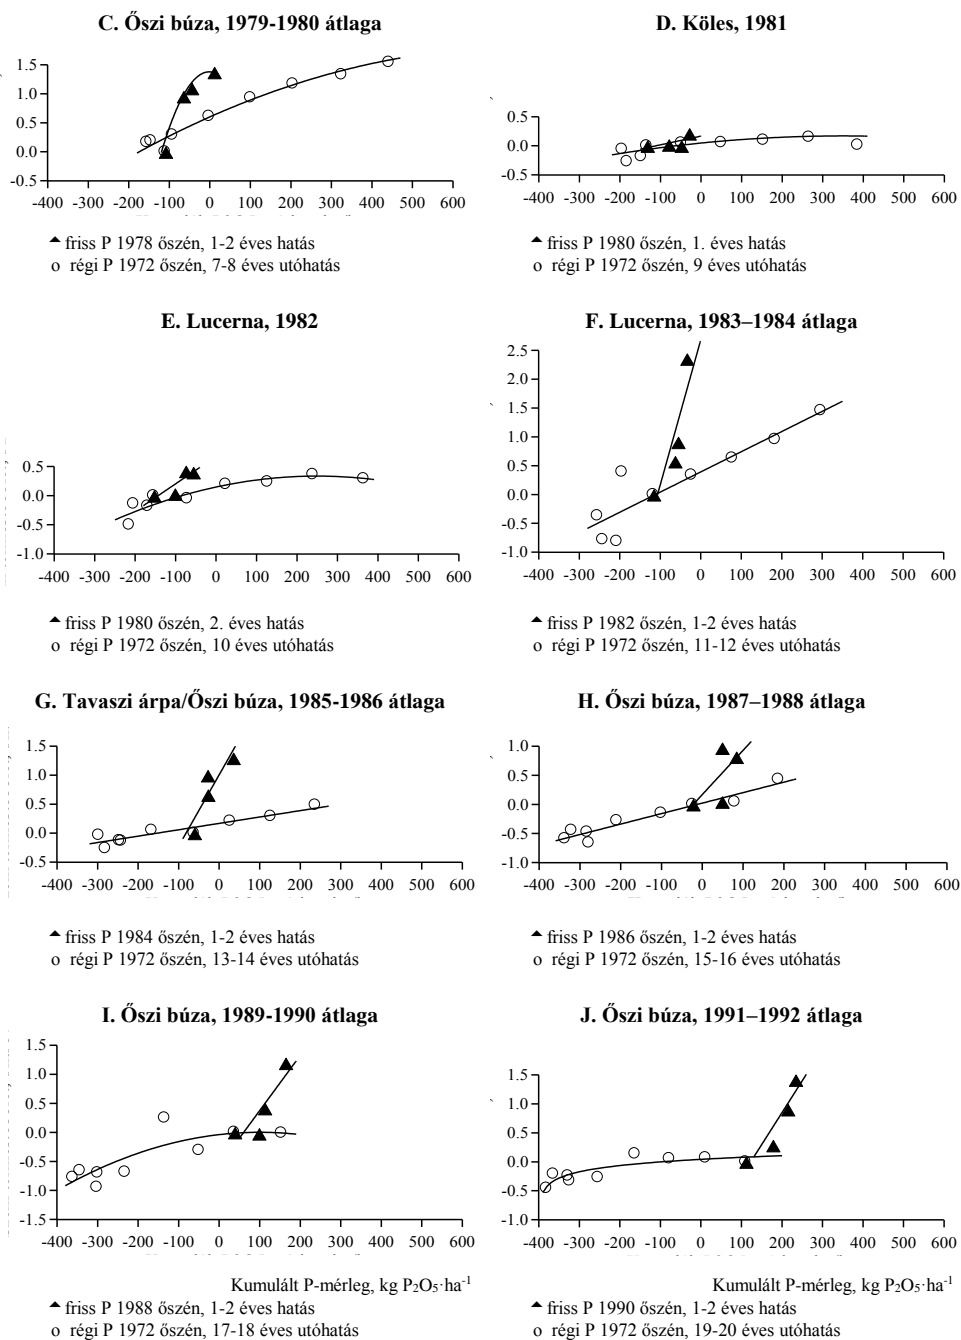 C. Őszi búza, 1979-1980 átlaga
1.5
1.0
0.5
0.0
-0.5
-400 -300 -200 -100 0 100 200 300 400 500 600
friss P 1978 őszén, 1-2 éves hatás
o régi P 1972 őszén, 7-8 éves utóhatás
D. Köles, 1981
0.5
0.0
-0.5
-400 -300 -200 -100 0 100 200 300 400 500 600
friss P 1980 őszén, 1. éves hatás
o régi P 1972 őszén, 9 éves utóhatás
E. Lucerna, 1982
0.5
0.0
-0.5
-1.0
-400 -300 -200 -100 0 100 200 300 400 500 600
friss P 1980 őszén, 2. éves hatás
o régi P 1972 őszén, 10 éves utóhatás
F. Lucerna, 1983–1984 átlaga
2.5
2.0
1.5
1.0
0.5
0.0
-0.5
-1.0
-400 -300 -200 -100 0 100 200 300 400 500 600
friss P 1982 őszén, 1-2 éves hatás
o régi P 1972 őszén, 11-12 éves utóhatás
G. Tavaszi árpa/Őszi búza, 1985-1986 átlaga
1.5
1.0
0.5
0.0
-0.5
-400 -300 -200 -100 0 100 200 300 400 500 600
friss P 1984 őszén, 1-2 éves hatás
o régi P 1972 őszén, 13-14 éves utóhatás
H. Őszi búza, 1987–1988 átlaga
1.0
0.5
0.0
-0.5
-1.0
-400 -300 -200 -100 0 100 200 300 400 500 600
friss P 1986 őszén, 1-2 éves hatás
o régi P 1972 őszén, 15-16 éves utóhatás
I. Őszi búza, 1989-1990 átlaga
1.5
1.0
0.5
0.0
-0.5
-1.0
-1.5
-400 -300 -200 -100 0 100 200 300 400 500 600
Kumulált P-mérleg, kg P₂O₅·ha⁻¹
friss P 1988 őszén, 1-2 éves hatás
o régi P 1972 őszén, 17-18 éves utóhatás
J. Őszi búza, 1991–1992 átlaga
1.5
1.0
0.5
0.0
-0.5
-1.0
-400 -300 -200 -100 0 100 200 300 400 500 600
Kumulált P-mérleg, kg P₂O₅·ha⁻¹
friss P 1990 őszén, 1-2 éves hatás
o régi P 1972 őszén, 19-20 éves utóhatás